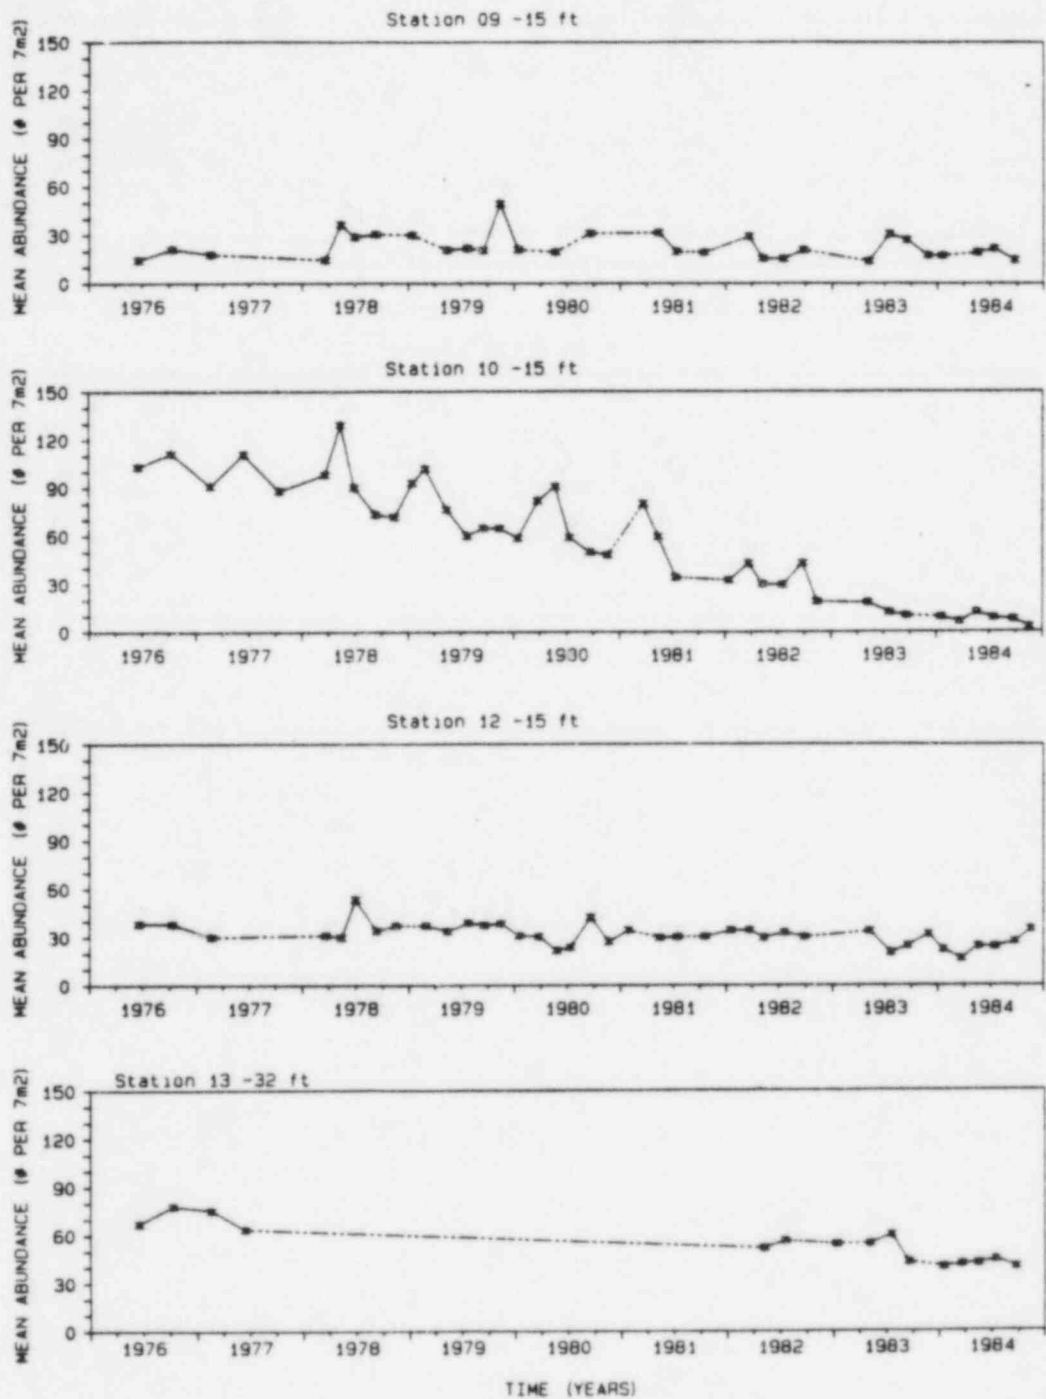 Station 09 -15 ft
MEAN ABUNDANCE (# PER 7m2)
150
120
90
60
30
0
1976 1977 1978 1979 1980 1981 1982 1983 1984
Station 10 -15 ft
MEAN ABUNDANCE (# PER 7m2)
150
120
90
60
30
0
1976 1977 1978 1979 1930 1981 1982 1983 1984
Station 12 -15 ft
MEAN ABUNDANCE (# PER 7m2)
150
120
90
60
30
0
1976 1977 1978 1979 1980 1981 1982 1983 1984
Station 13 -32 ft
MEAN ABUNDANCE (# PER 7m2)
150
120
90
60
30
0
1976 1977 1978 1979 1980 1981 1982 1983 1984
TIME (YEARS)